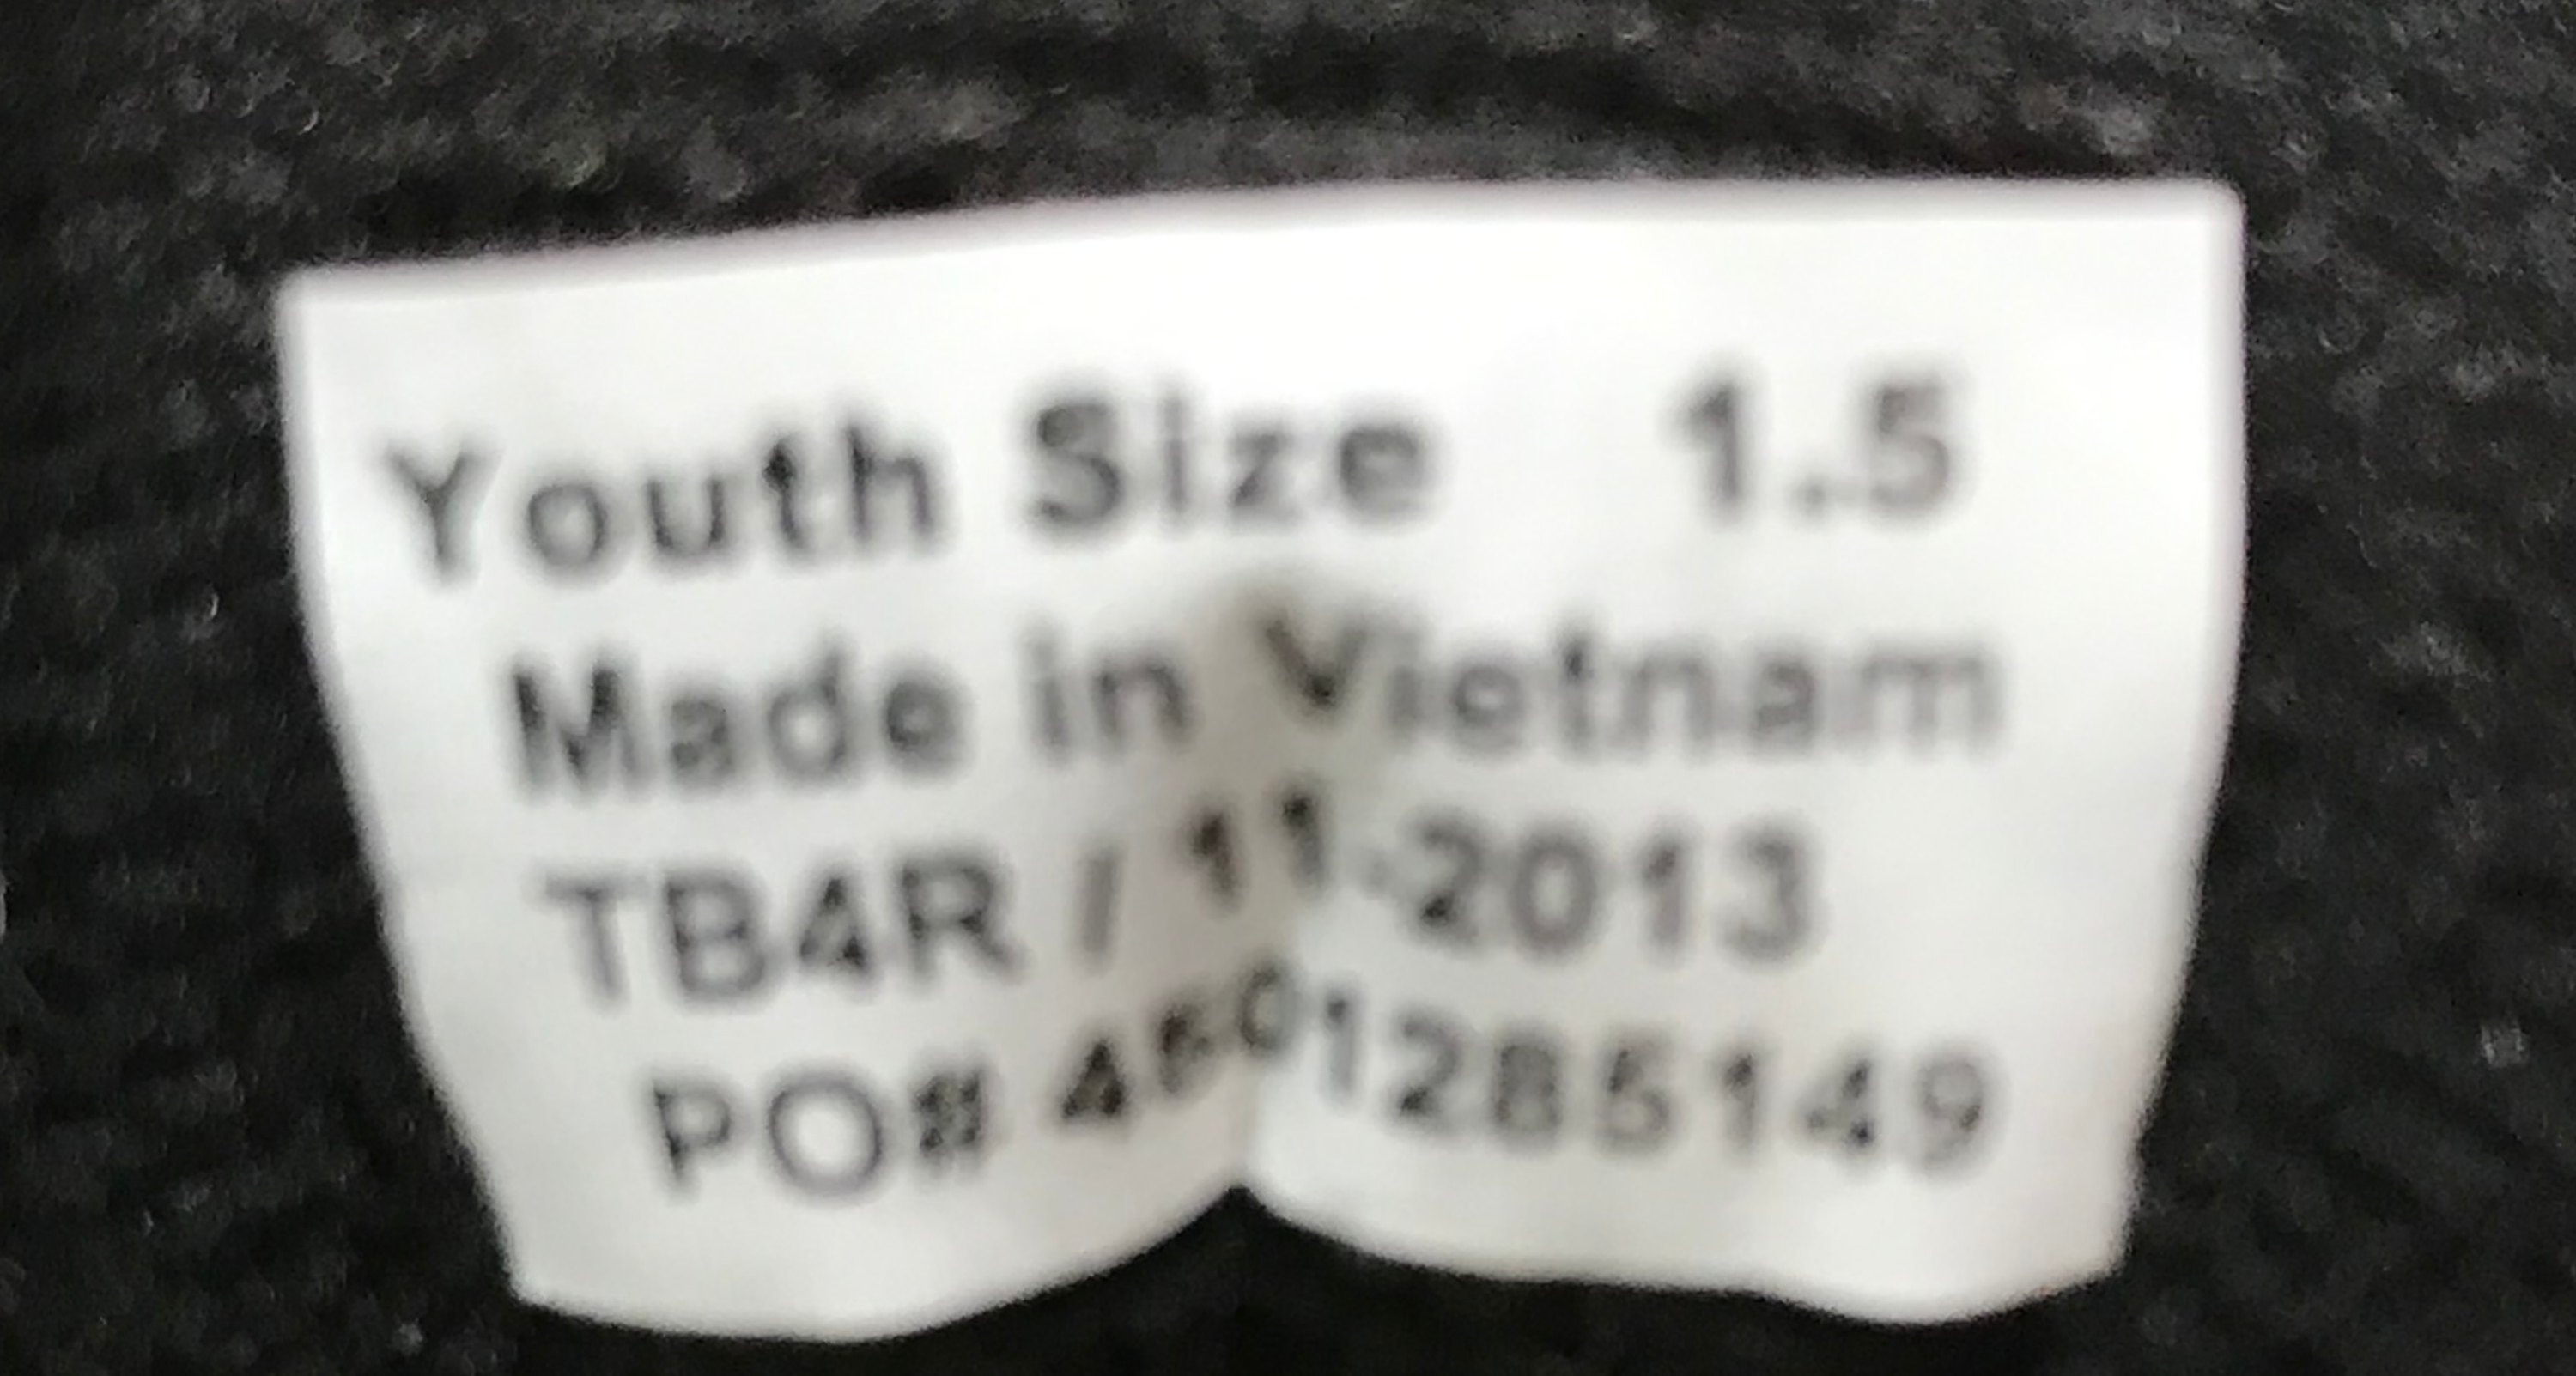 Youth Size 1.5
Made in Vietnam
TB4R / 11-2013
PO#